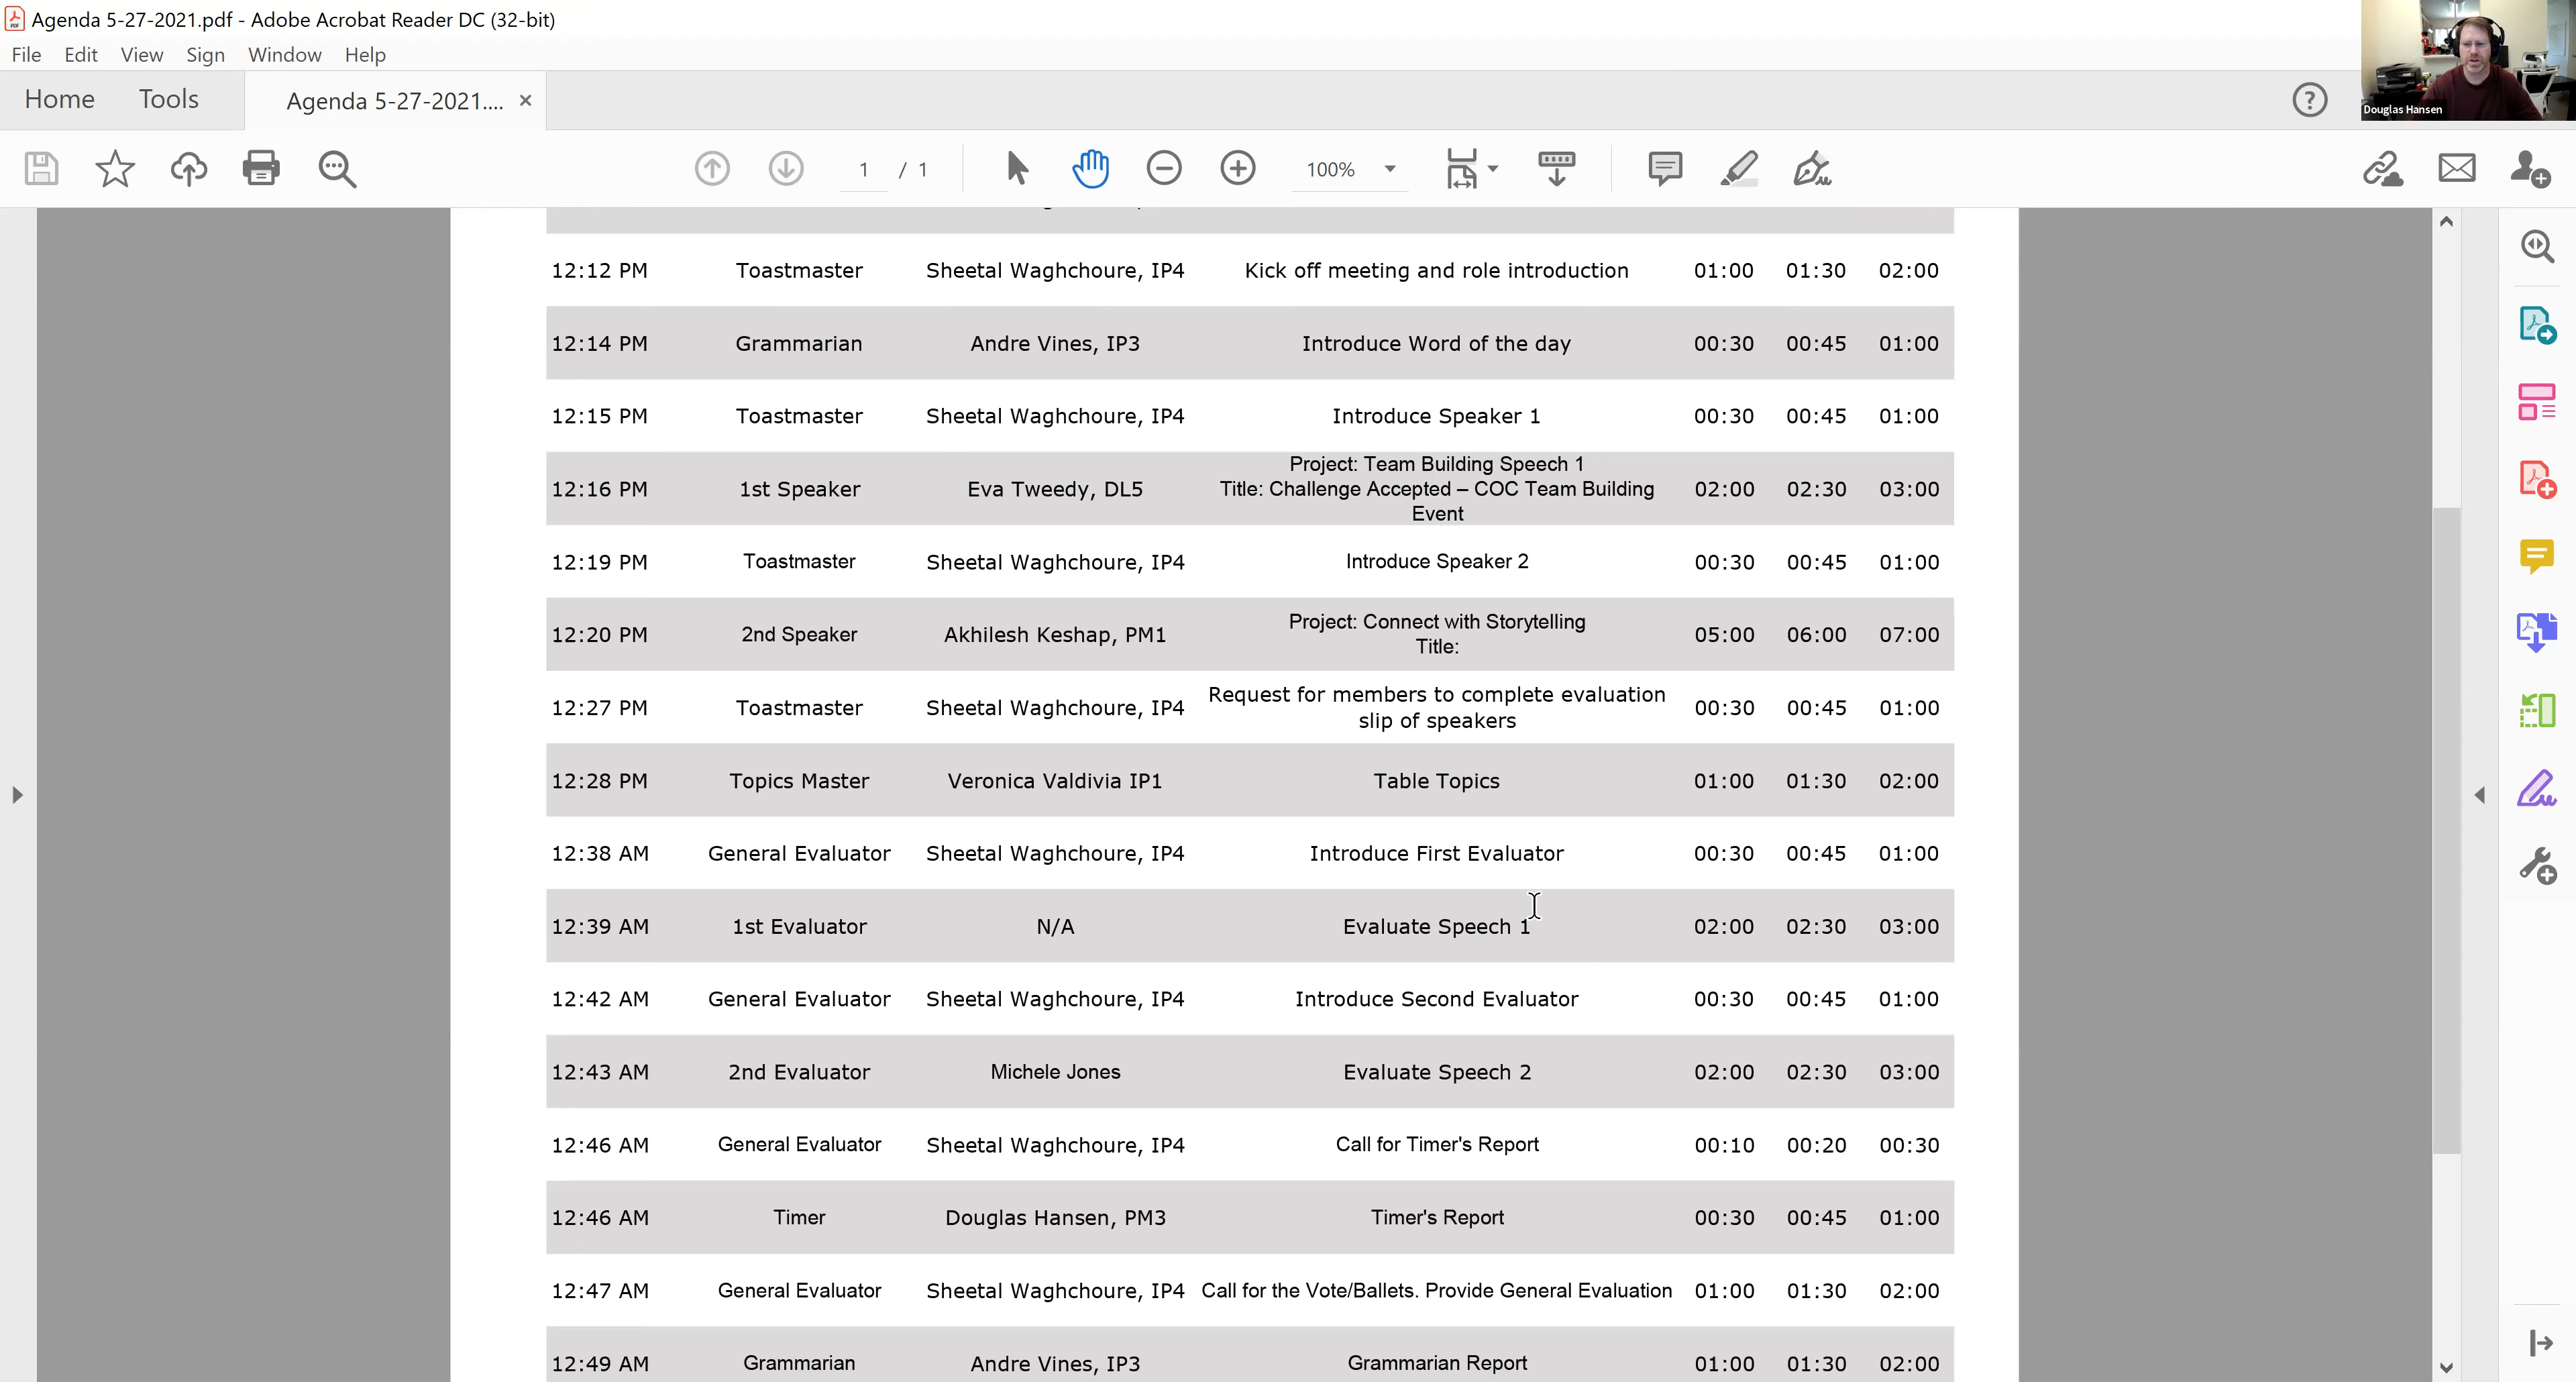 Agenda 5-27-2021.pdf - Adobe Acrobat Reader DC (32-bit)
File Edit View Sign Window Help
Home Tools Agenda 5-27-2021.... ×
Douglas Hansen
1 / 1 100%
12:12 PM Toastmaster Sheetal Waghchoure, IP4 Kick off meeting and role introduction 01:00 01:30 02:00
12:14 PM Grammarian Andre Vines, IP3 Introduce Word of the day 00:30 00:45 01:00
12:15 PM Toastmaster Sheetal Waghchoure, IP4 Introduce Speaker 1 00:30 00:45 01:00
Project: Team Building Speech 1
12:16 PM 1st Speaker Eva Tweedy, DL5 Title: Challenge Accepted – COC Team Building 02:00 02:30 03:00
Event
12:19 PM Toastmaster Sheetal Waghchoure, IP4 Introduce Speaker 2 00:30 00:45 01:00
12:20 PM 2nd Speaker Akhilesh Keshap, PM1 Project: Connect with Storytelling 05:00 06:00 07:00
Title:
12:27 PM Toastmaster Sheetal Waghchoure, IP4 Request for members to complete evaluation 00:30 00:45 01:00
slip of speakers
12:28 PM Topics Master Veronica Valdivia IP1 Table Topics 01:00 01:30 02:00
12:38 AM General Evaluator Sheetal Waghchoure, IP4 Introduce First Evaluator 00:30 00:45 01:00
12:39 AM 1st Evaluator N/A Evaluate Speech 1 02:00 02:30 03:00
12:42 AM General Evaluator Sheetal Waghchoure, IP4 Introduce Second Evaluator 00:30 00:45 01:00
12:43 AM 2nd Evaluator Michele Jones Evaluate Speech 2 02:00 02:30 03:00
12:46 AM General Evaluator Sheetal Waghchoure, IP4 Call for Timer's Report 00:10 00:20 00:30
12:46 AM Timer Douglas Hansen, PM3 Timer's Report 00:30 00:45 01:00
12:47 AM General Evaluator Sheetal Waghchoure, IP4 Call for the Vote/Ballets. Provide General Evaluation 01:00 01:30 02:00
12:49 AM Grammarian Andre Vines, IP3 Grammarian Report 01:00 01:30 02:00